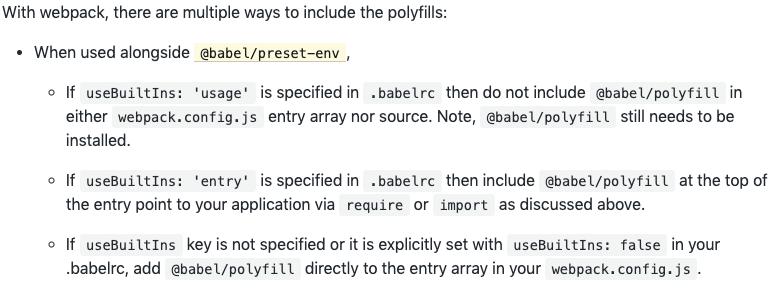 With webpack, there are multiple ways to include the polyfills:
• When used alongside @babel/preset-env ,
○ If useBuiltIns: 'usage' is specified in .babelrc then do not include @babel/polyfill in
either webpack.config.js entry array nor source. Note, @babel/polyfill still needs to be
installed.
○ If useBuiltIns: 'entry' is specified in .babelrc then include @babel/polyfill at the top of
the entry point to your application via require or import as discussed above.
○ If useBuiltIns key is not specified or it is explicitly set with useBuiltIns: false in your
.babelrc, add @babel/polyfill directly to the entry array in your webpack.config.js .